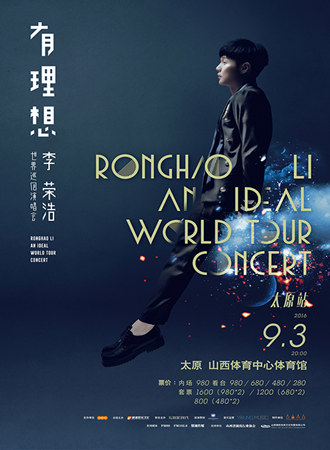 有理想
李荣浩
世界巡回演唱会
RONGHAO LI
AN IDEAL
WORLD TOUR
CONCERT
RONGHAO LI
AN IDEAL
WORLD TOUR
CONCERT
太原站
2016
9.3
20:00
太原 山西体育中心体育馆
票价：内场 980 看台 980 / 680 / 480 / 280
套票 1600 (980*2) / 1200 (680*2)
800 (480*2)